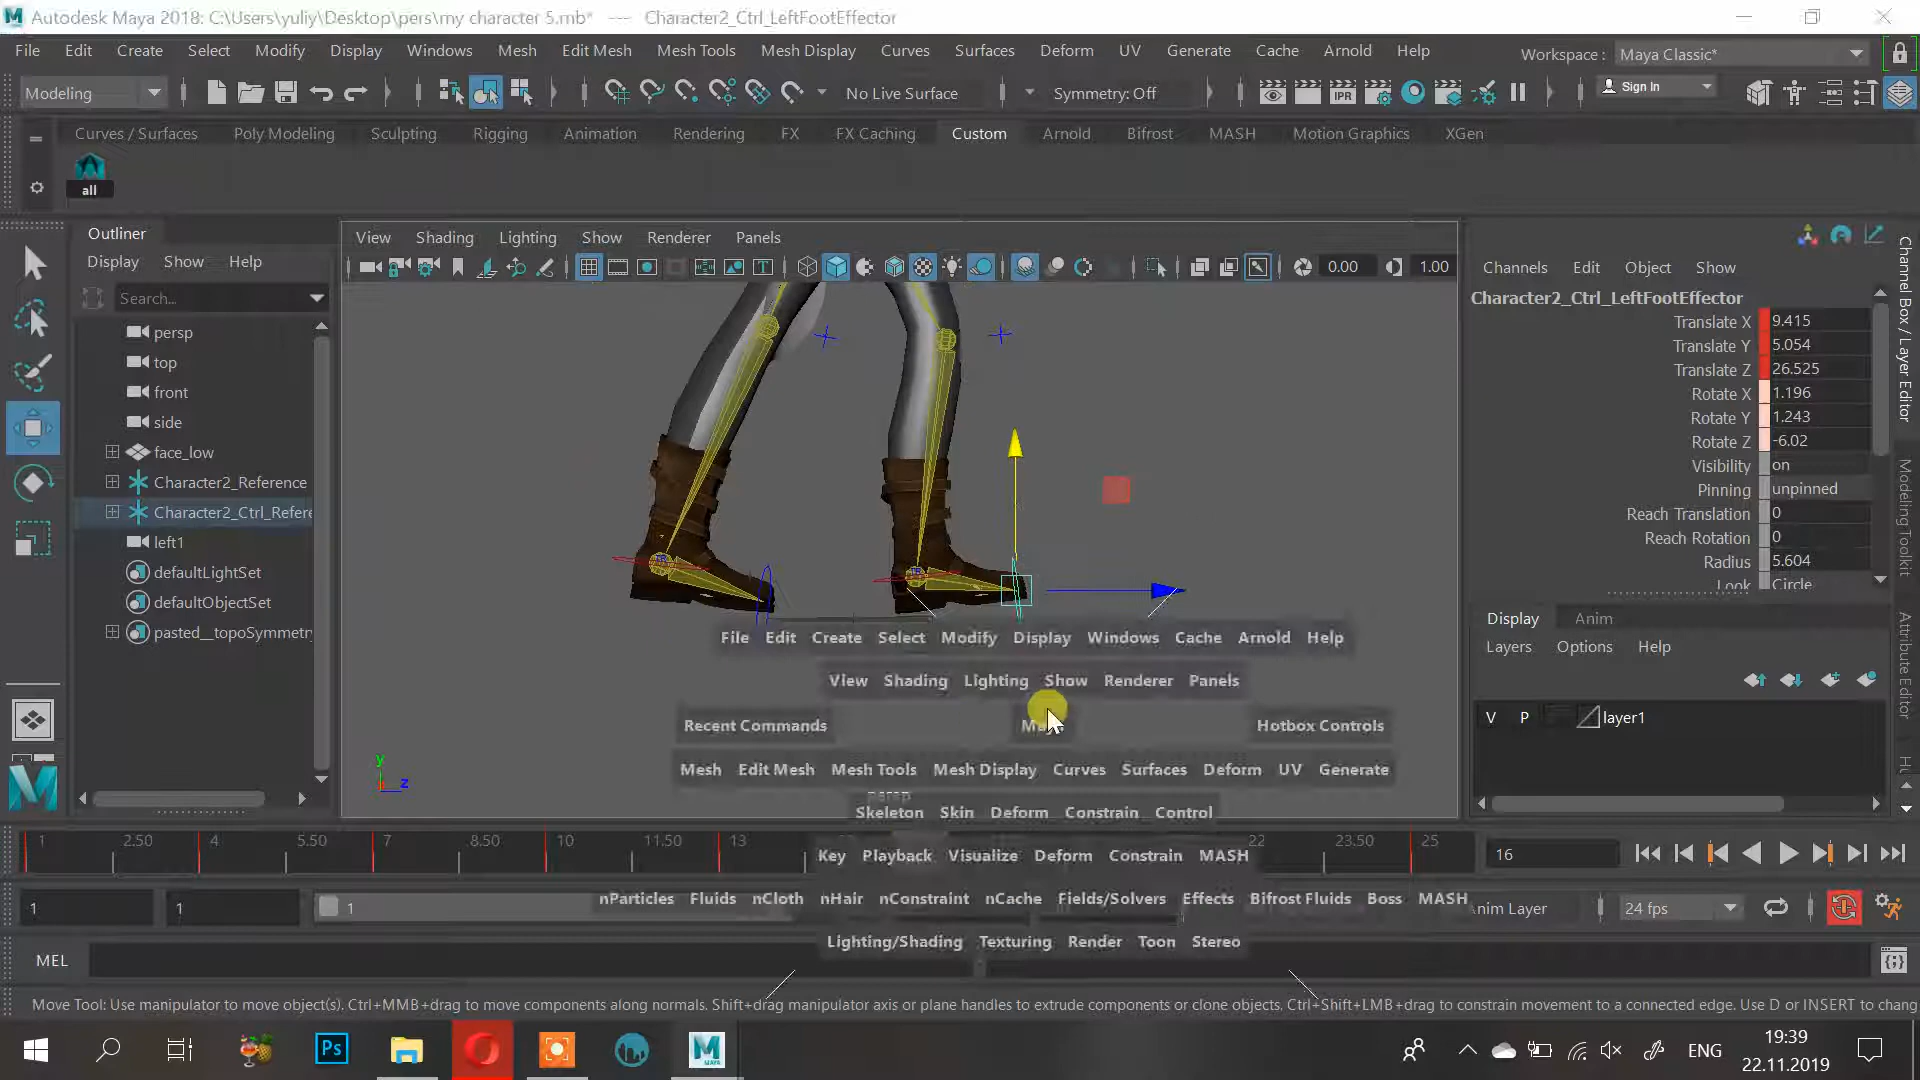 Autodesk Maya 2018: C:\Users\yuliy\Desktop\pers\my character 5.mb* --- Character2_Ctrl_LeftFootEffector
File Edit Create Select Modify Display Windows Mesh Edit Mesh Mesh Tools Mesh Display Curves Surfaces Deform UV Generate Cache Arnold Help
Workspace : Maya Classic*
Modeling No Live Surface Symmetry: Off IPR Sign In
Curves / Surfaces Poly Modeling Sculpting Rigging Animation Rendering FX FX Caching Custom Arnold Bifrost MASH Motion Graphics XGen
all
Outliner
Display Show Help
Search...
persp
top
front
side
face_low
Character2_Reference
Character2_Ctrl_Refere
left1
defaultLightSet
defaultObjectSet
pasted__topoSymmetry
View Shading Lighting Show Renderer Panels
0.00 1.00
y
z
File Edit Create Select Modify Display Windows Cache Arnold Help
View Shading Lighting Show Renderer Panels
Recent Commands Hotbox Controls
Mesh Edit Mesh Mesh Tools Mesh Display Curves Surfaces Deform UV Generate
persp
Skeleton Skin Deform Constrain Control
Key Playback Visualize Deform Constrain MASH
nParticles Fluids nCloth nHair nConstraint nCache Fields/Solvers Effects Bifrost Fluids Boss MASH
Lighting/Shading Texturing Render Toon Stereo
Channels Edit Object Show
Character2_Ctrl_LeftFootEffector
Translate X 9.415
Translate Y 5.054
Translate Z 26.525
Rotate X 1.196
Rotate Y 1.243
Rotate Z -6.02
Visibility on
Pinning unpinned
Reach Translation 0
Reach Rotation 0
Radius 5.604
Look Circle
Display Anim
Layers Options Help
V P layer1
Channel Box / Layer Editor
Modeling Toolkit
Attribute Editor
1 2.50 4 5.50 7 8.50 10 11.50 13 22 23.50 25
16
1 1 1 Anim Layer 24 fps
MEL
Move Tool: Use manipulator to move object(s). Ctrl+MMB+drag to move components along normals. Shift+drag manipulator axis or plane handles to extrude components or clone objects. Ctrl+Shift+LMB+drag to constrain movement to a connected edge. Use D or INSERT to chang
Ps
MAYA
ENG
19:39
22.11.2019